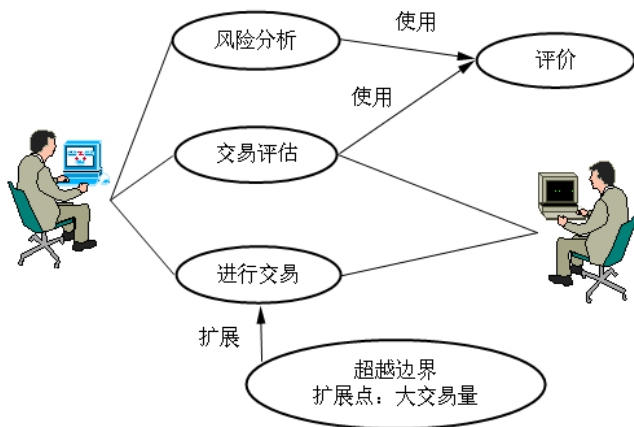 风险分析
使用
评价
使用
交易评估
进行交易
扩展
超越边界
扩展点：大交易量